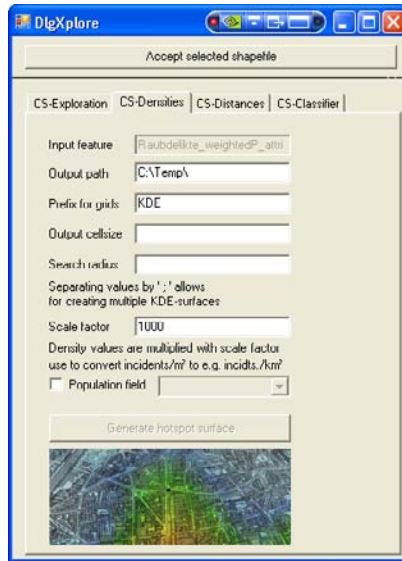 DlgXplore
Accept selected shapefile
CS-Exploration CS-Densities CS-Distances CS-Classifier
Input feature Raubdelikte_weightedP_attri
Output path C:\Temp\
Prefix for grids KDE
Output cellsize
Search radius
Separating values by ';' allows
for creating multiple KDE-surfaces
Scale factor 1000
Density values are multiplied with scale factor
use to convert incidents/m² to e.g. incidts./km²
Population field
Generate hotspot surface